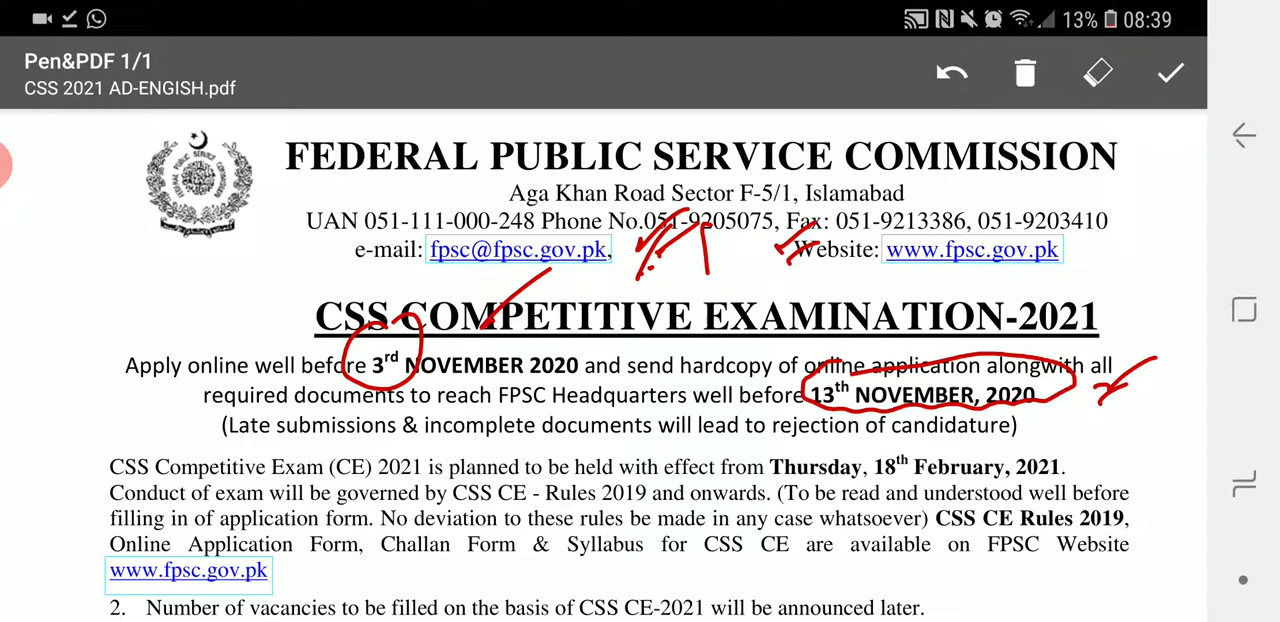 13% 08:39
Pen&PDF 1/1
CSS 2021 AD-ENGISH.pdf
FEDERAL PUBLIC SERVICE COMMISSION
Aga Khan Road Sector F-5/1, Islamabad
UAN 051-111-000-248 Phone No.051-9205075, Fax: 051-9213386, 051-9203410
e-mail: fpsc@fpsc.gov.pk, Website: www.fpsc.gov.pk
CSS COMPETITIVE EXAMINATION-2021
Apply online well before 3rd NOVEMBER 2020 and send hardcopy of online application alongwith all
required documents to reach FPSC Headquarters well before 13th NOVEMBER, 2020
(Late submissions & incomplete documents will lead to rejection of candidature)
CSS Competitive Exam (CE) 2021 is planned to be held with effect from Thursday, 18th February, 2021.
Conduct of exam will be governed by CSS CE - Rules 2019 and onwards. (To be read and understood well before
filling in of application form. No deviation to these rules be made in any case whatsoever) CSS CE Rules 2019,
Online Application Form, Challan Form & Syllabus for CSS CE are available on FPSC Website
www.fpsc.gov.pk
2. Number of vacancies to be filled on the basis of CSS CE-2021 will be announced later.